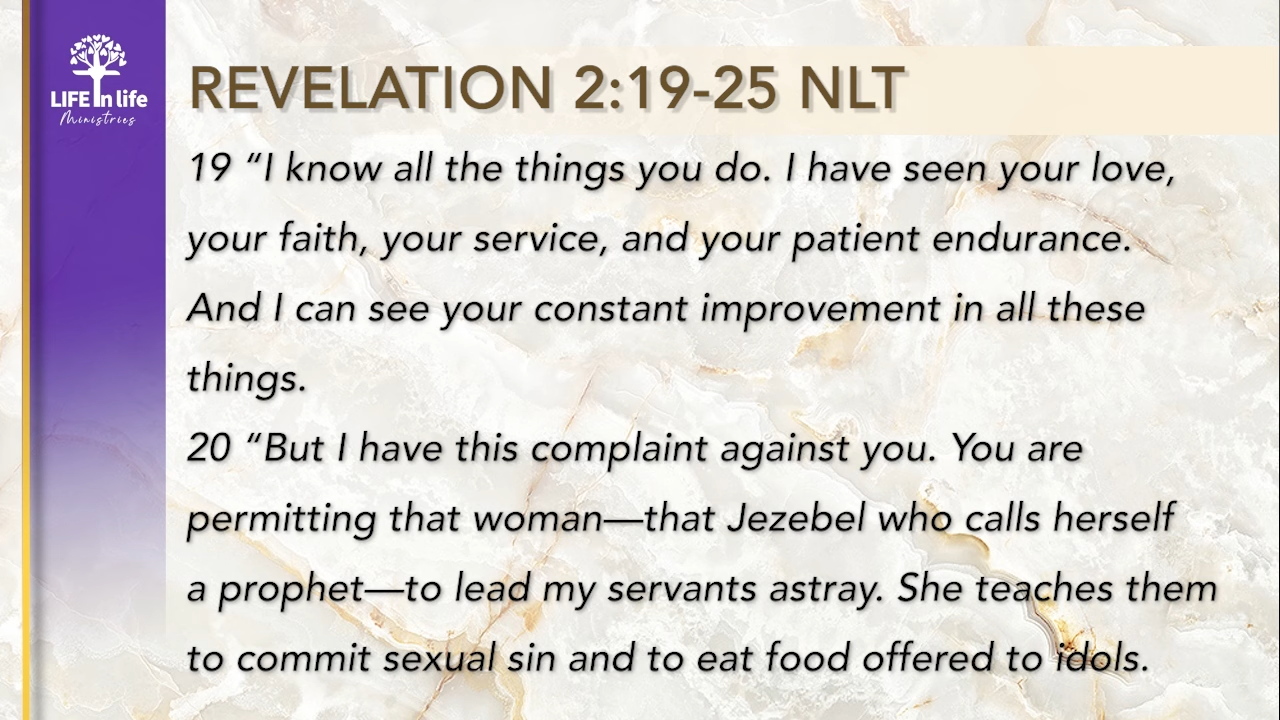 LIFE in life
Ministries
REVELATION 2:19-25 NLT
19 “I know all the things you do. I have seen your love,
your faith, your service, and your patient endurance.
And I can see your constant improvement in all these
things.
20 “But I have this complaint against you. You are
permitting that woman—that Jezebel who calls herself
a prophet—to lead my servants astray. She teaches them
to commit sexual sin and to eat food offered to idols.